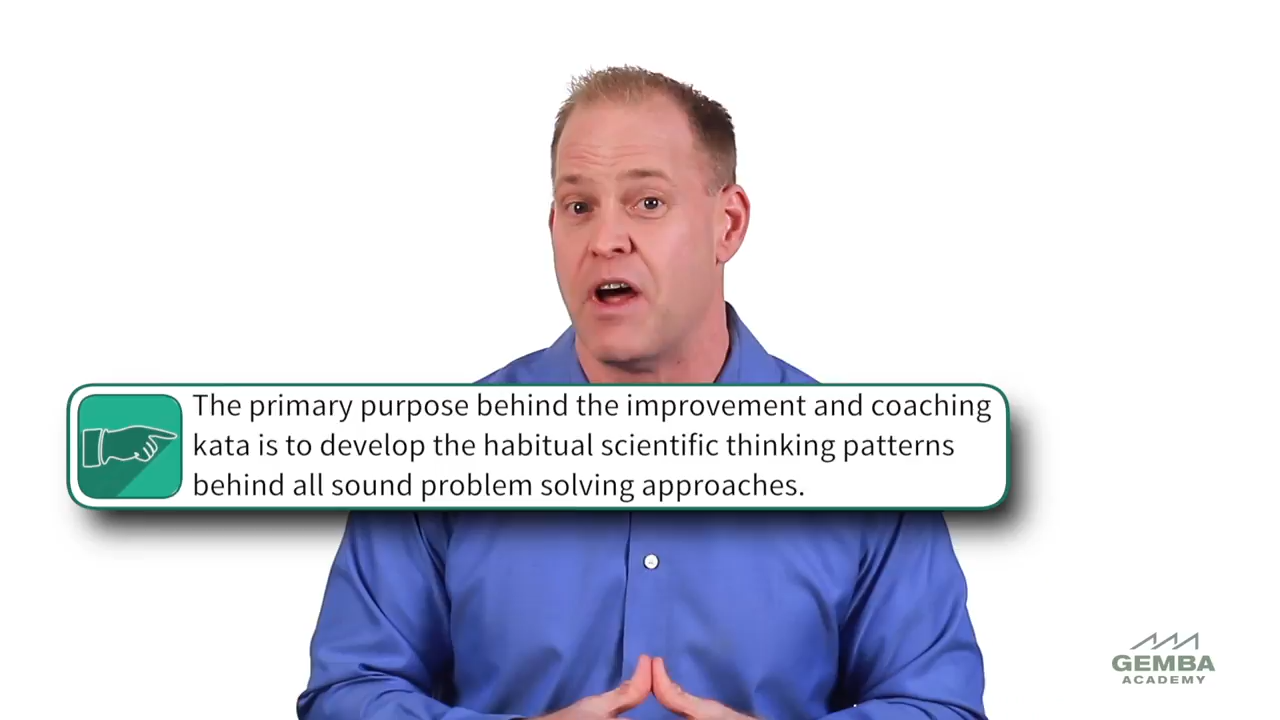 The primary purpose behind the improvement and coaching
kata is to develop the habitual scientific thinking patterns
behind all sound problem solving approaches.
GEMBA
ACADEMY